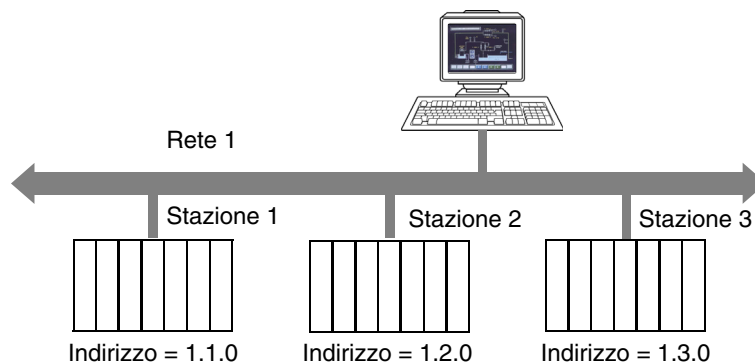 Rete 1
Stazione 1
Stazione 2
Stazione 3
Indirizzo = 1.1.0
Indirizzo = 1.2.0
Indirizzo = 1.3.0